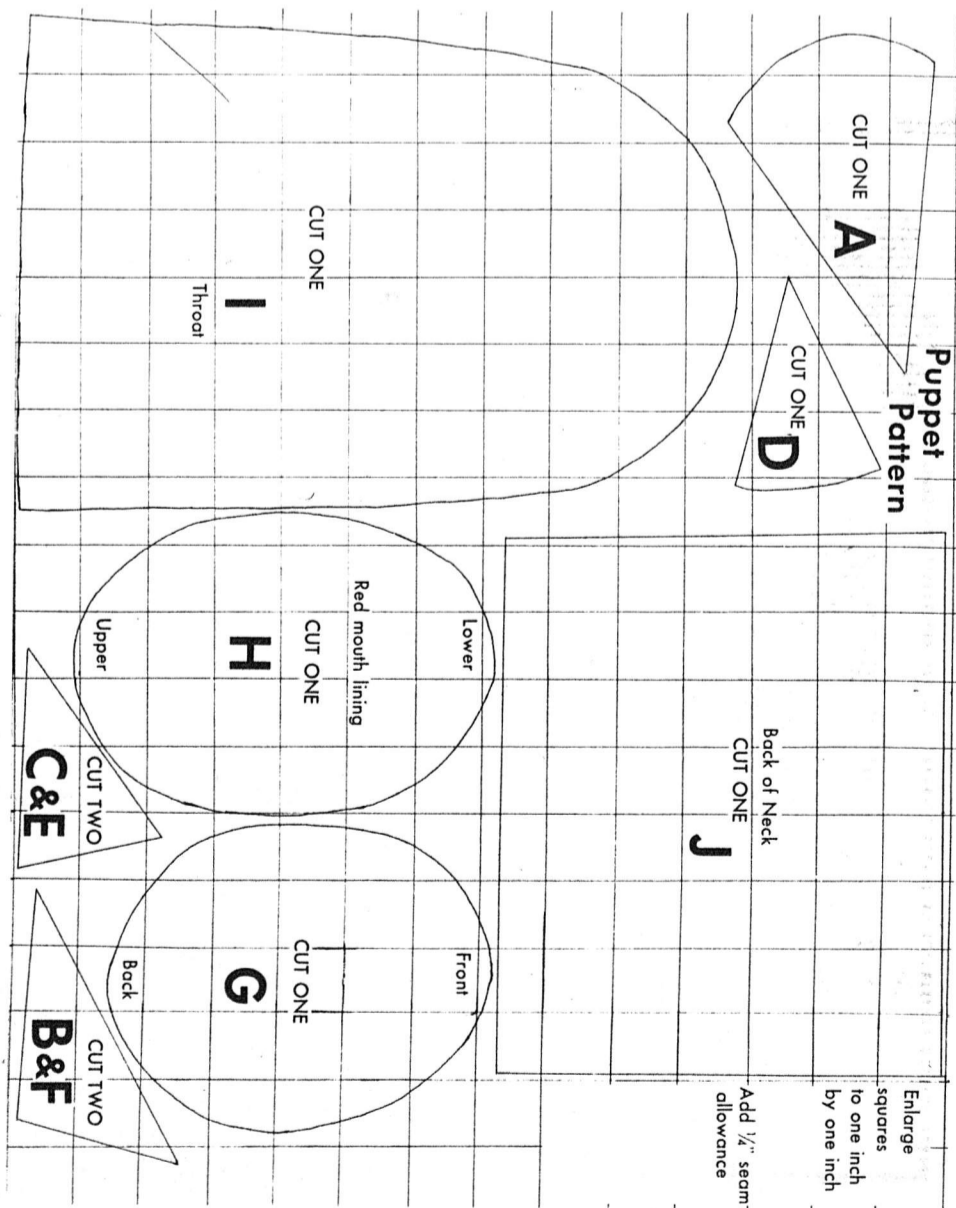 Puppet
Pattern
Enlarge
squares
to one inch
by one inch
Add ¼" seam
allowance
CUT ONE
A
CUT ONE
D
Back of Neck
CUT ONE
J
CUT ONE
I
Throat
Lower
Red mouth lining
CUT ONE
H
Upper
Front
CUT ONE
G
Back
CUT TWO
C&E
CUT TWO
B&F